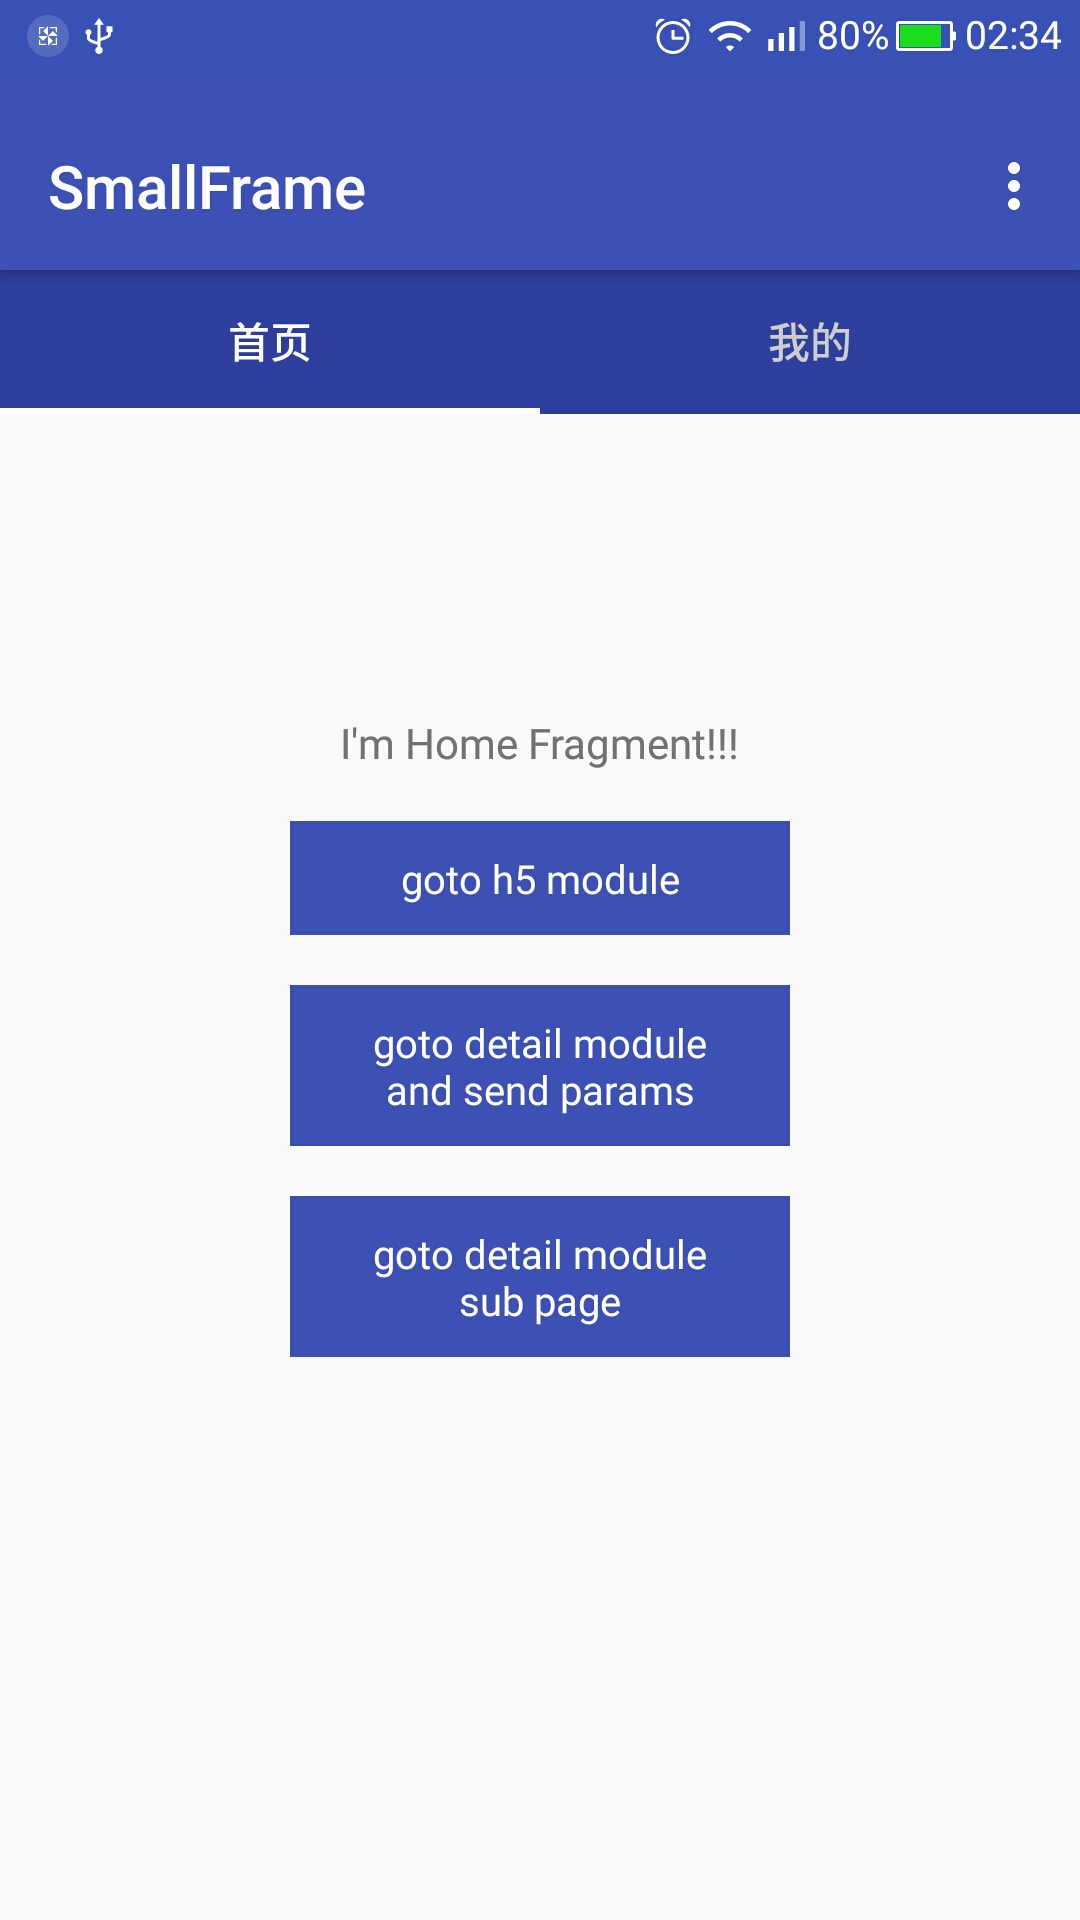 80% 02:34
SmallFrame
首页 我的
I'm Home Fragment!!!
goto h5 module
goto detail module
and send params
goto detail module
sub page